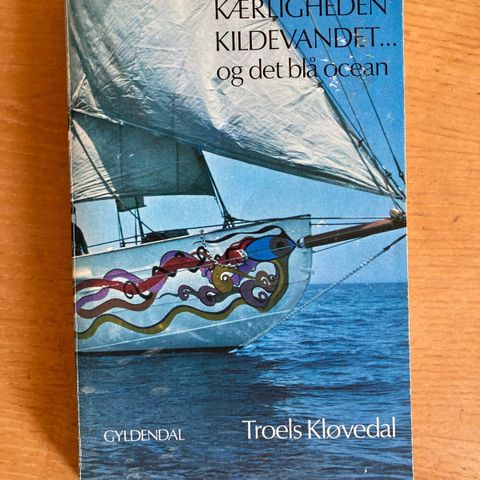 KÆRLIGHEDEN
KILDEVANDET...
og det blå ocean
GYLDENDAL
Troels Kløvedal